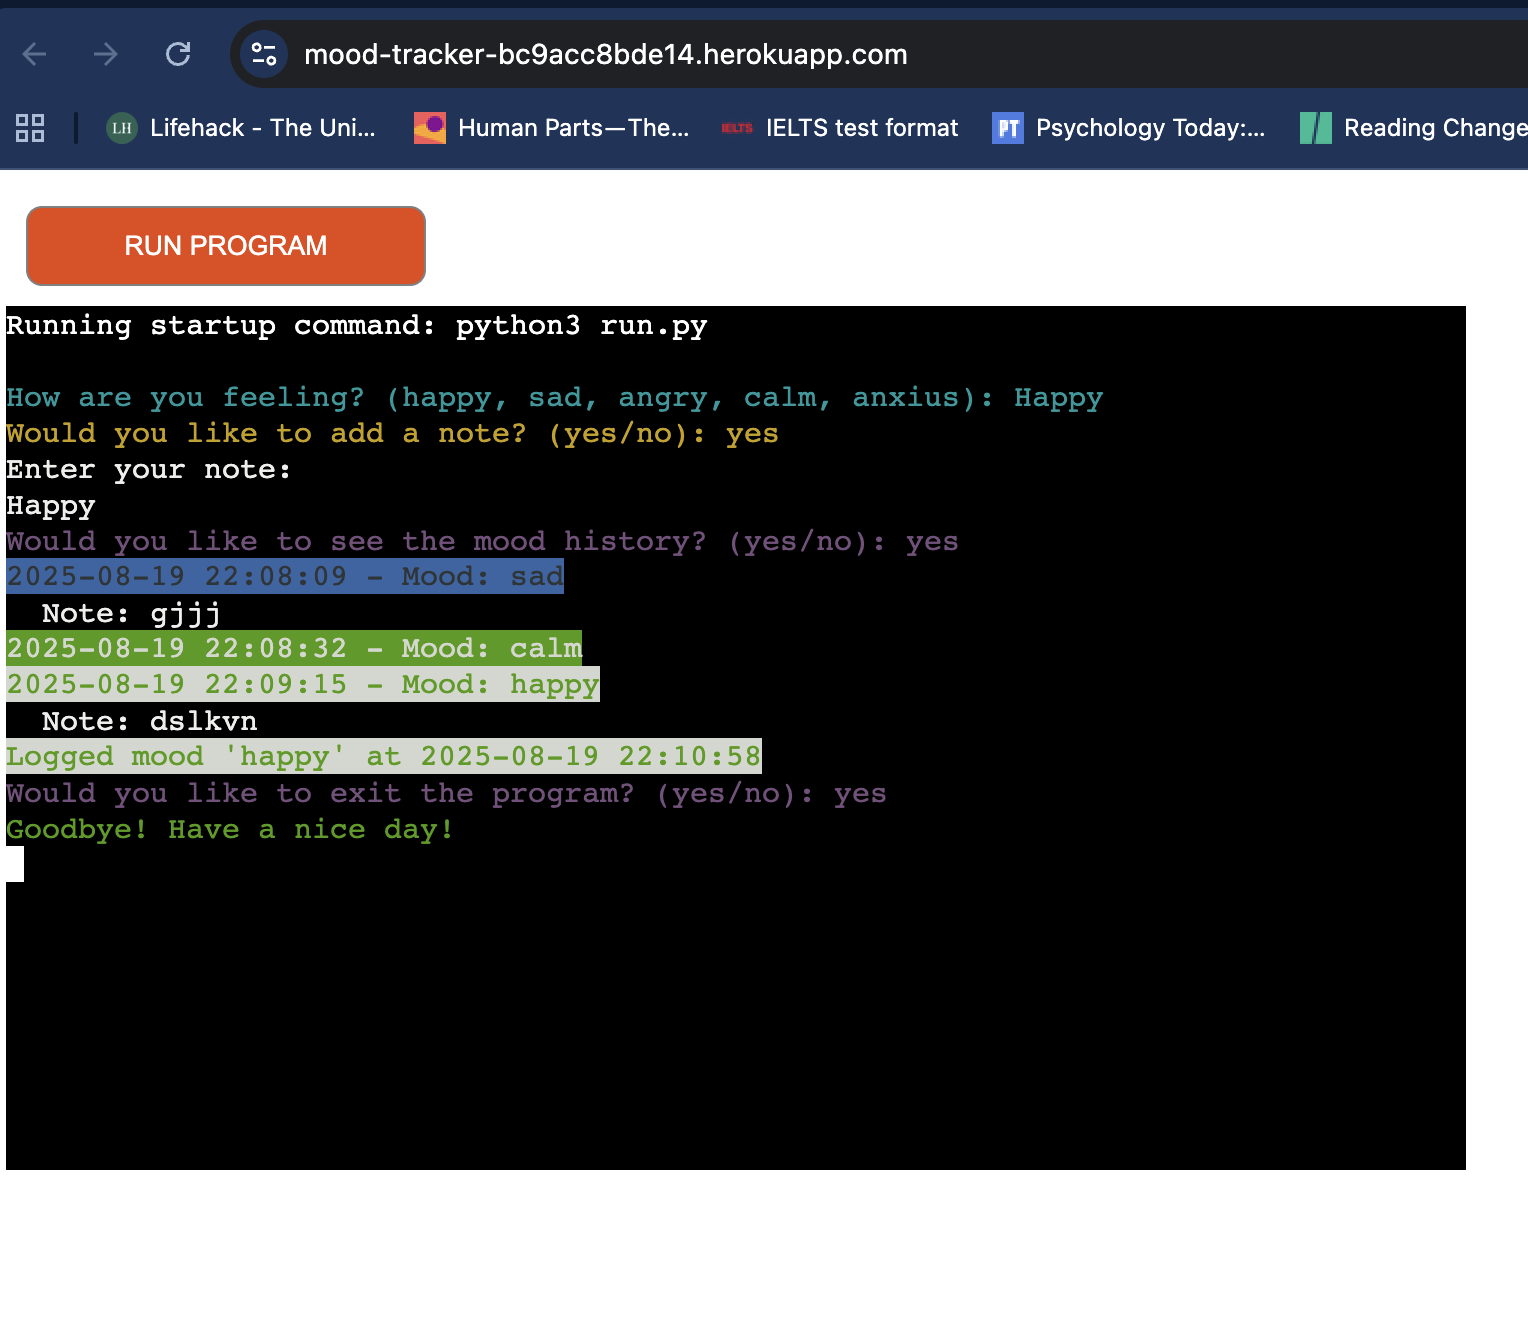 mood-tracker-bc9acc8bde14.herokuapp.com
LH Lifehack - The Uni... Human Parts—The... IELTS IELTS test format PT Psychology Today:... Reading Change
RUN PROGRAM
Running startup command: python3 run.py
How are you feeling? (happy, sad, angry, calm, anxius): Happy
Would you like to add a note? (yes/no): yes
Enter your note:
Happy
Would you like to see the mood history? (yes/no): yes
2025-08-19 22:08:09 - Mood: sad
  Note: gjjj
2025-08-19 22:08:32 - Mood: calm
2025-08-19 22:09:15 - Mood: happy
  Note: dslkvn
Logged mood 'happy' at 2025-08-19 22:10:58
Would you like to exit the program? (yes/no): yes
Goodbye! Have a nice day!